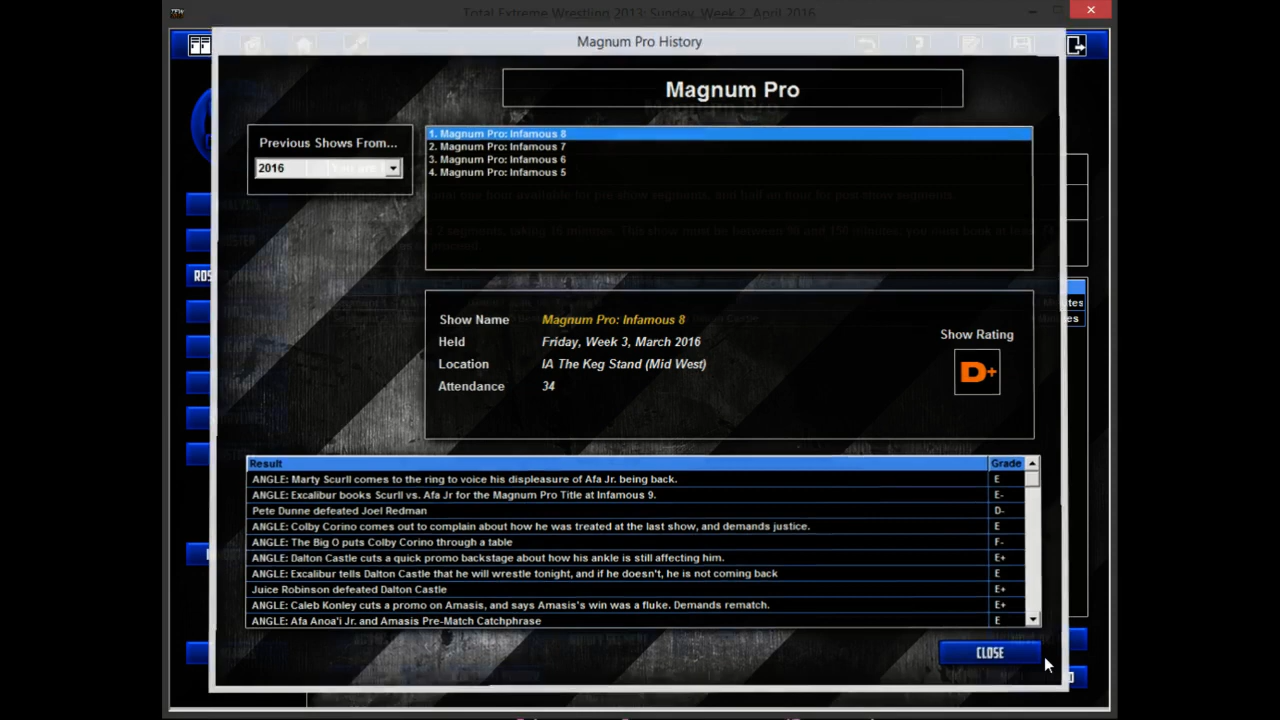 Total Extreme Wrestling 2013: Sunday, Week 2, April 2016
Magnum Pro History
Magnum Pro
Previous Shows From...
2016
1. Magnum Pro: Infamous 8
2. Magnum Pro: Infamous 7
3. Magnum Pro: Infamous 6
4. Magnum Pro: Infamous 5
Show Name Magnum Pro: Infamous 8
Held Friday, Week 3, March 2016
Location IA The Keg Stand (Mid West)
Attendance 34
Show Rating
D+
Result Grade
ANGLE: Marty Scurll comes to the ring to voice his displeasure of Afa Jr. being back. E
ANGLE: Excalibur books Scurll vs. Afa Jr for the Magnum Pro Title at Infamous 9. E-
Pete Dunne defeated Joel Redman D-
ANGLE: Colby Corino comes out to complain about how he was treated at the last show, and demands justice. E
ANGLE: The Big O puts Colby Corino through a table F-
ANGLE: Dalton Castle cuts a quick promo backstage about how his ankle is still affecting him. E+
ANGLE: Excalibur tells Dalton Castle that he will wrestle tonight, and if he doesn't, he is not coming back E
Juice Robinson defeated Dalton Castle E+
ANGLE: Caleb Konley cuts a promo on Amasis, and says Amasis's win was a fluke. Demands rematch. E+
ANGLE: Afa Anoa'i Jr. and Amasis Pre-Match Catchphrase E
CLOSE